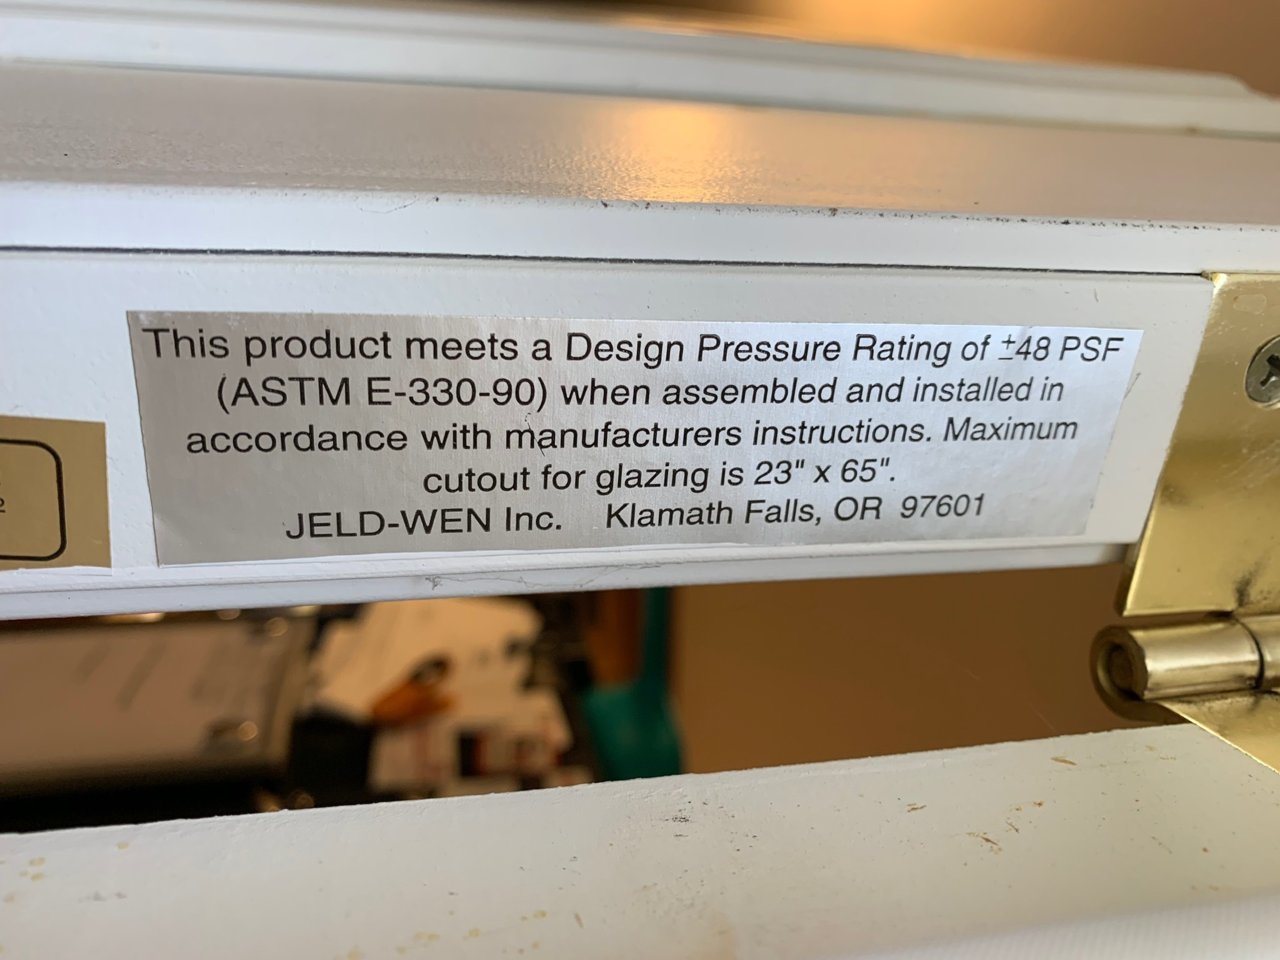 This product meets a Design Pressure Rating of ±48 PSF
(ASTM E-330-90) when assembled and installed in
accordance with manufacturers instructions. Maximum
cutout for glazing is 23" x 65".
JELD-WEN Inc. Klamath Falls, OR 97601